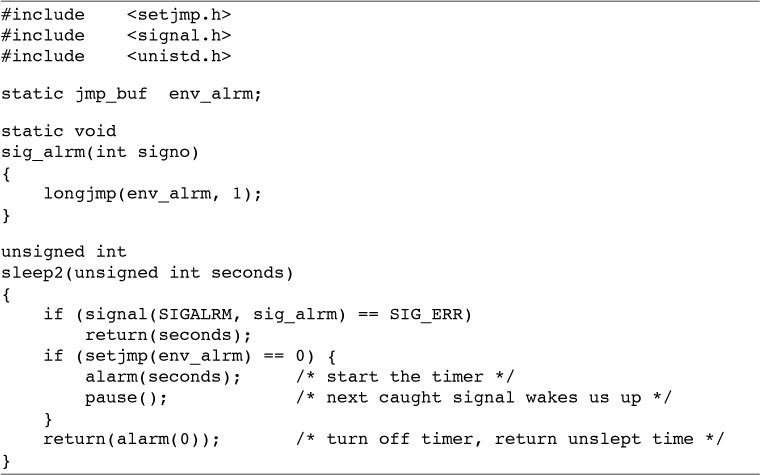 #include    <setjmp.h>
#include    <signal.h>
#include    <unistd.h>

static jmp_buf  env_alrm;

static void
sig_alrm(int signo)
{
    longjmp(env_alrm, 1);
}

unsigned int
sleep2(unsigned int seconds)
{
    if (signal(SIGALRM, sig_alrm) == SIG_ERR)
        return(seconds);
    if (setjmp(env_alrm) == 0) {
        alarm(seconds);     /* start the timer */
        pause();            /* next caught signal wakes us up */
    }
    return(alarm(0));       /* turn off timer, return unslept time */
}